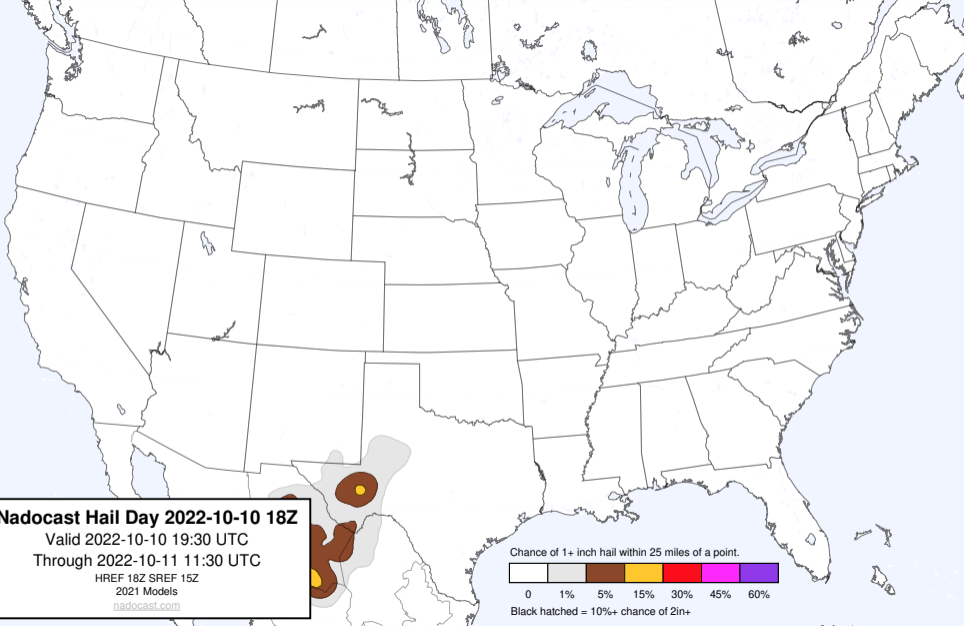 Nadocast Hail Day 2022-10-10 18Z
Valid 2022-10-10 19:30 UTC
Through 2022-10-11 11:30 UTC
HREF 18Z SREF 15Z
2021 Models
nadocast.com
Chance of 1+ inch hail within 25 miles of a point.
0 1% 5% 15% 30% 45% 60%
Black hatched = 10%+ chance of 2in+